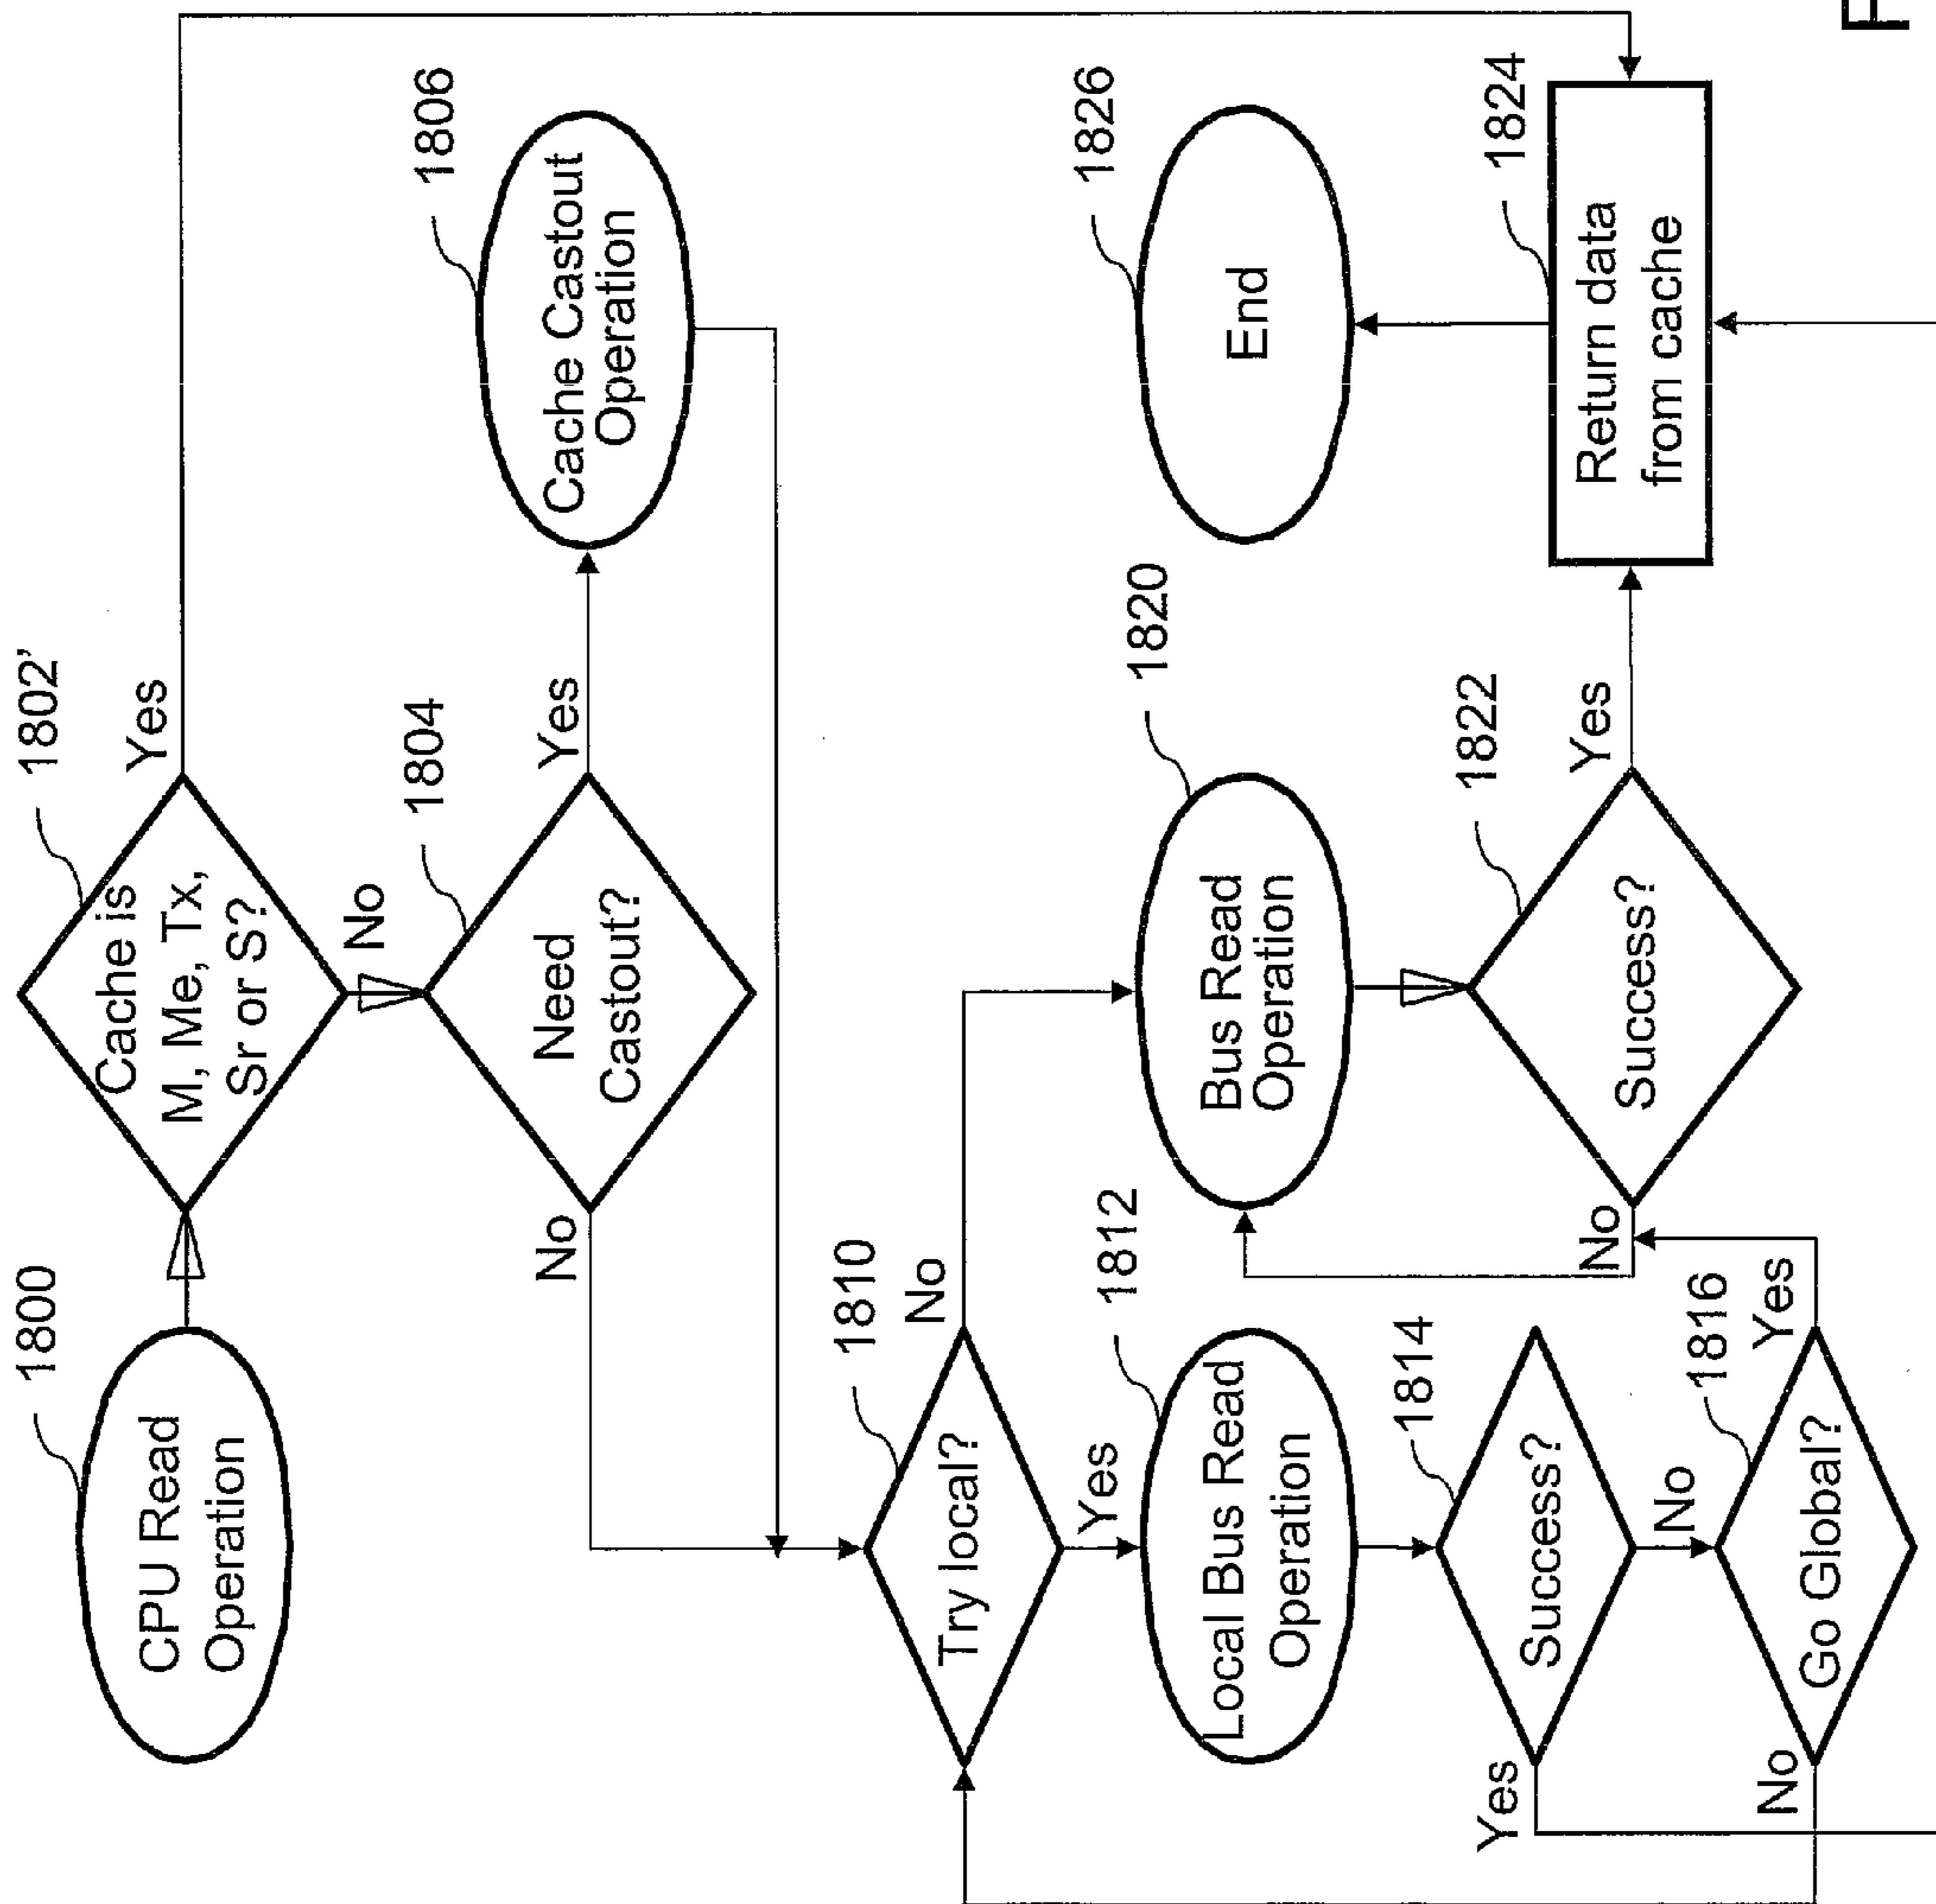 1800
CPU Read
Operation
1802'
Cache is
M, Me, Tx,
Sr or S?
Yes
No
1804
Need
Castout?
Yes
No
1806
Cache Castout
Operation
1810
Try local?
No
Yes
1812
Local Bus Read
Operation
1814
Success?
Yes
No
1816
Go Global?
Yes
No
1820
Bus Read
Operation
1822
Success?
No
Yes
1824
Return data
from cache
1826
End
F